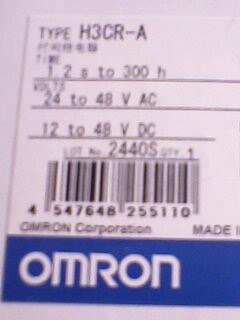 TYPE H3CR-A
TIME
1.2 s to 300 h
VOLTS
24 to 48 V AC
12 to 48 V DC
LOT No. 2440S QTY. 1
4 547648 255110
OMRON Corporation MADE I
OMRON